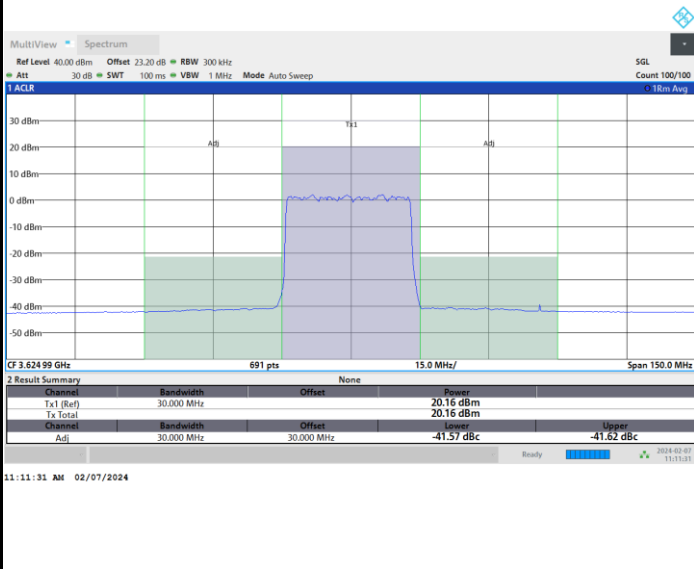 MultiView Spectrum
Ref Level 40.00 dBm Offset 23.20 dB RBW 300 kHz SGL
Att 30 dB SWT 100 ms VBW 1 MHz Mode Auto Sweep Count 100/100
1 ACLR 1Rm Avg
30 dBm
Tx1
20 dBm Adj Adj
10 dBm
0 dBm
-10 dBm
-20 dBm
-30 dBm
-40 dBm
-50 dBm
CF 3.624 99 GHz 691 pts 15.0 MHz/ Span 150.0 MHz
2 Result Summary None
Channel Bandwidth Offset Power
Tx1 (Ref) 30.000 MHz 20.16 dBm
Tx Total 20.16 dBm
Channel Bandwidth Offset Lower Upper
Adj 30.000 MHz 30.000 MHz -41.57 dBc -41.62 dBc
Ready 2024-02-07
11:11:31
11:11:31 AM 02/07/2024